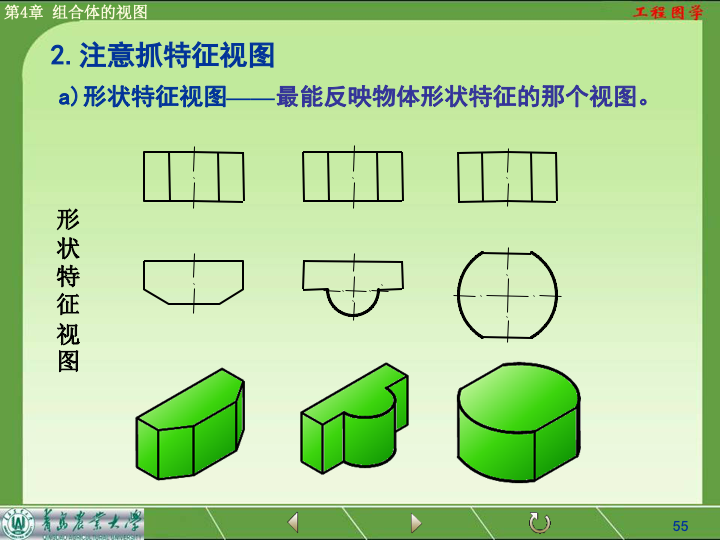 第4章 组合体的视图
工程图学
2.注意抓特征视图
a)形状特征视图——最能反映物体形状特征的那个视图。
形状特征视图
青岛农业大学
55